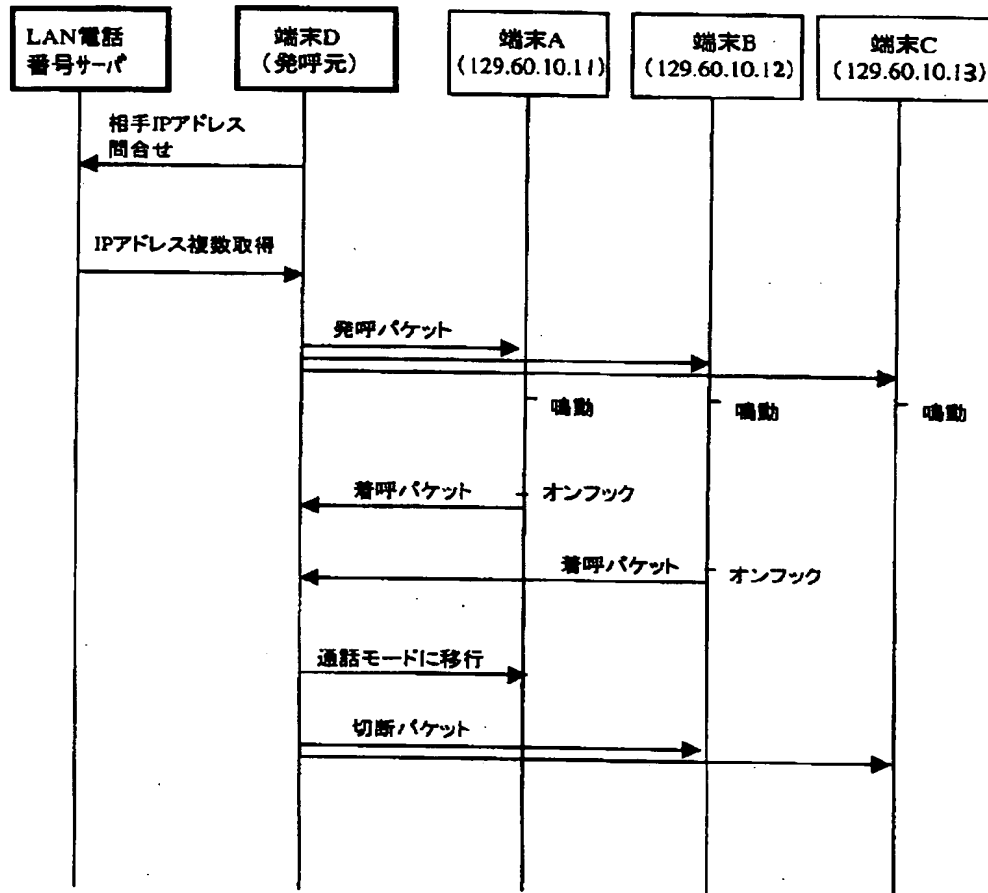 LAN電話
番号サーバ
端末D
(発呼元)
端末A
(129.60.10.11)
端末B
(129.60.10.12)
端末C
(129.60.10.13)
相手IPアドレス
問合せ
IPアドレス複数取得
発呼パケット
鳴動
鳴動
鳴動
着呼パケット
オンフック
着呼パケット
オンフック
通話モードに移行
切断パケット